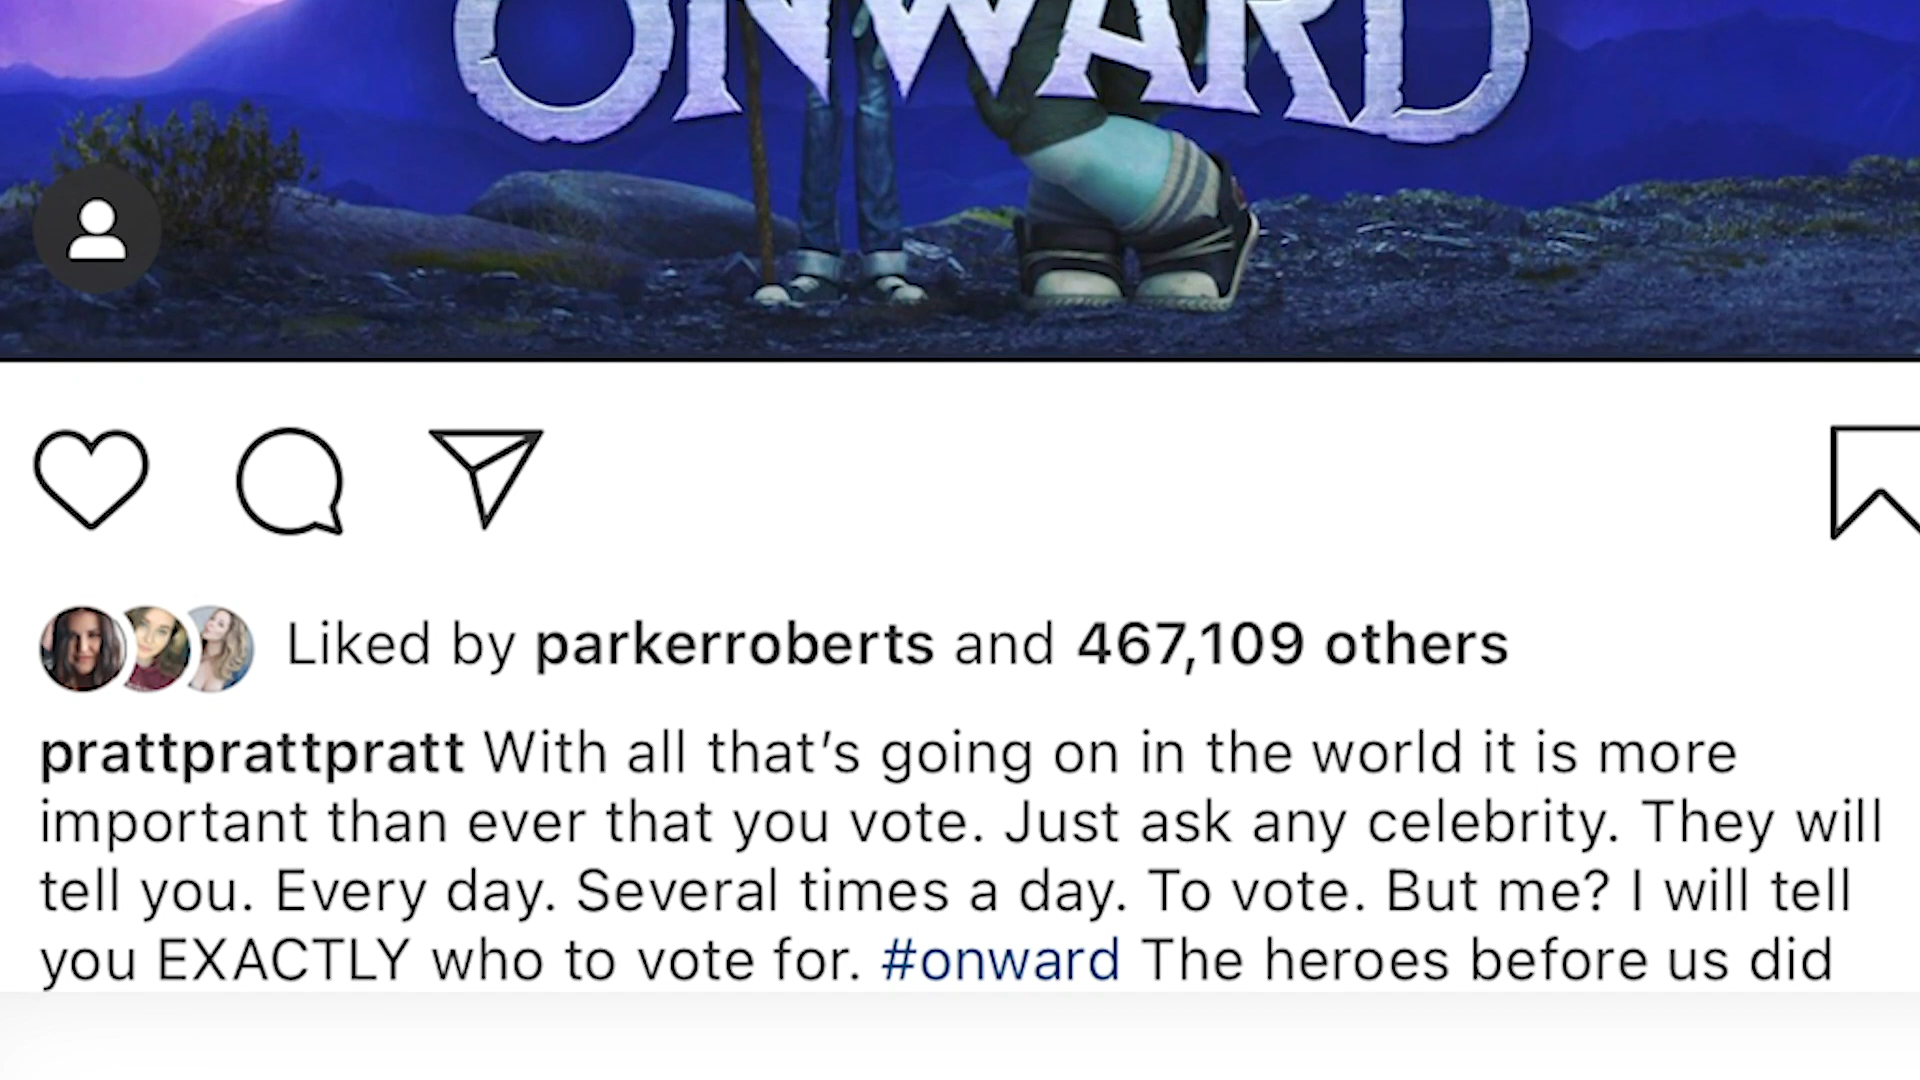 ONWARD
Liked by parkerroberts and 467,109 others
prattprattpratt With all that’s going on in the world it is more
important than ever that you vote. Just ask any celebrity. They will
tell you. Every day. Several times a day. To vote. But me? I will tell
you EXACTLY who to vote for. #onward The heroes before us did